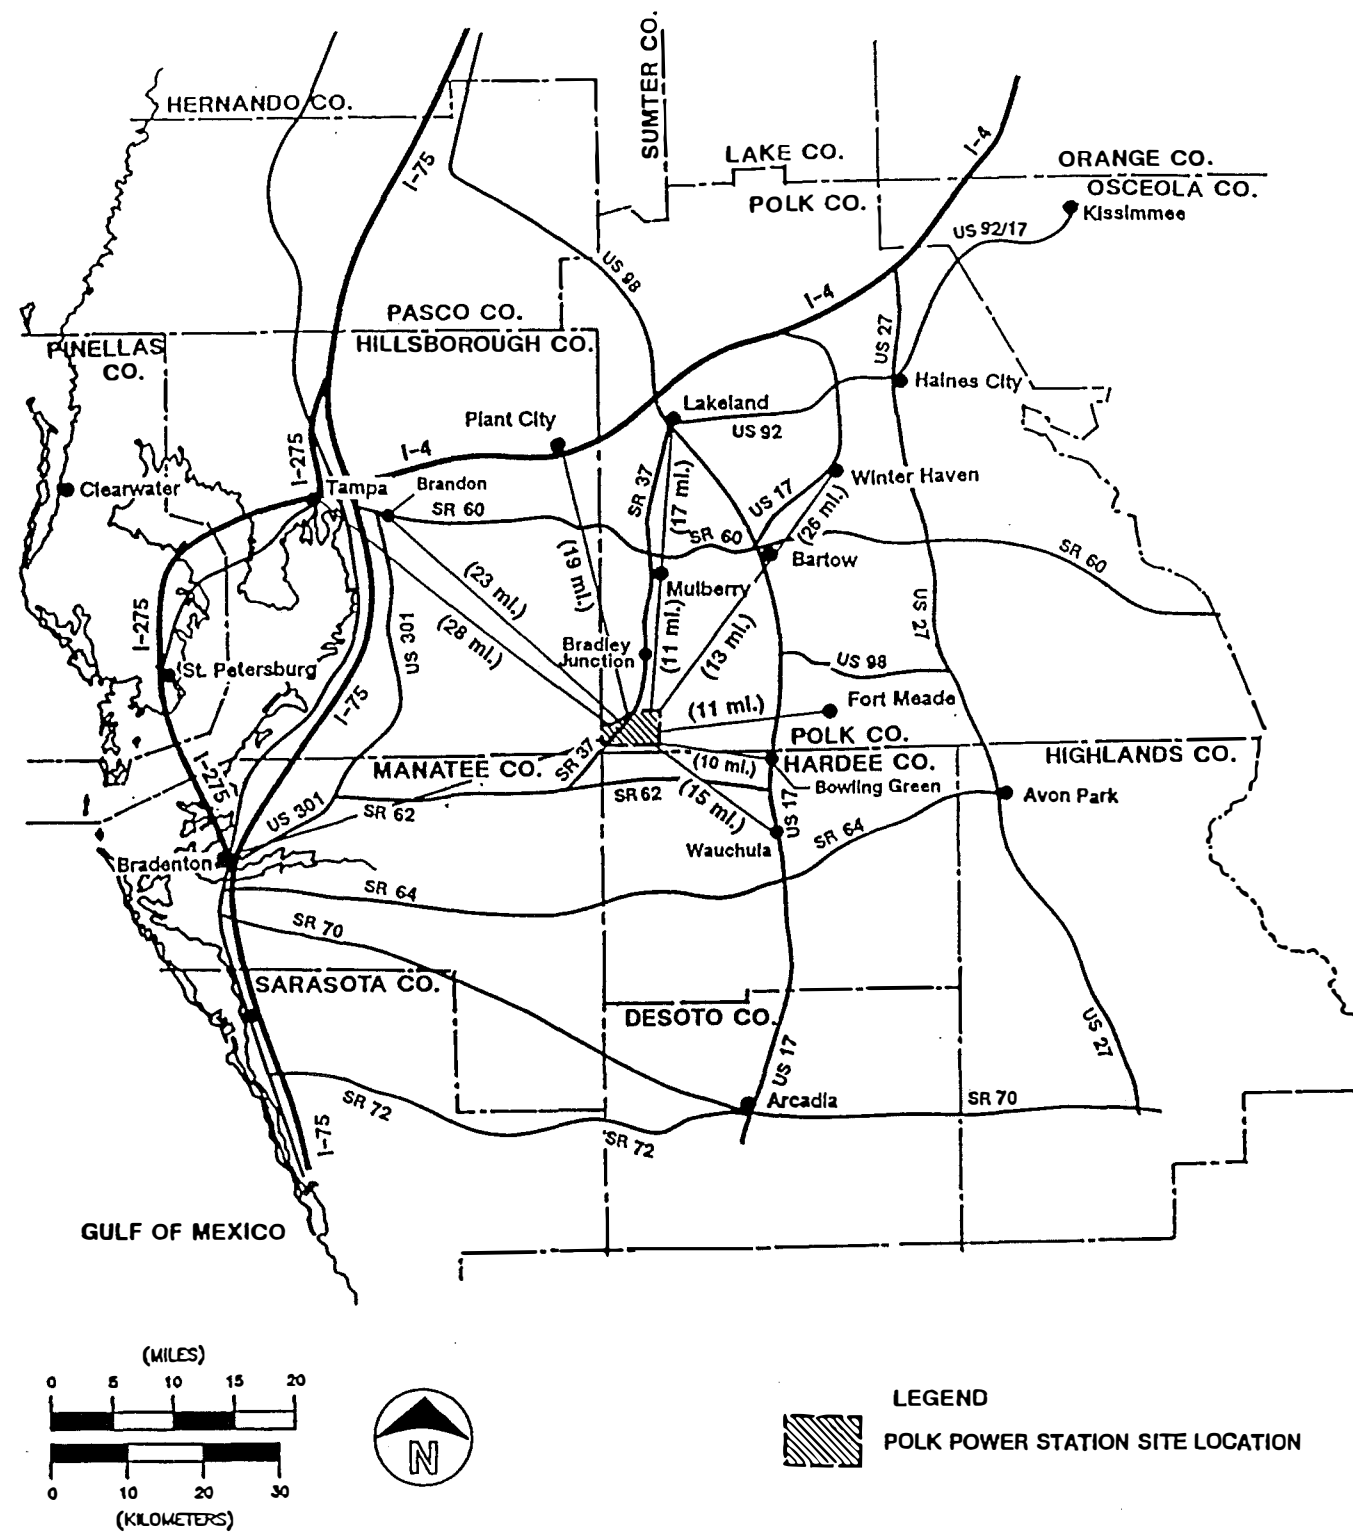 SUMTER CO.
HERNANDO CO.
I-75
LAKE CO.
I-4
ORANGE CO.
OSCEOLA CO.
POLK CO.
Kissimmee
US 92/17
US 98
I-4
PASCO CO.
HILLSBOROUGH CO.
PINELLAS
CO.
US 27
Haines City
Lakeland
Plant City
US 92
I-4
I-275
SR 37
(17 mi.)
Winter Haven
Clearwater
Tampa
Brandon
US 17
SR 60
SR 60
(26 mi.)
Bartow
SR 60
(19 mi.)
(23 mi.)
Mulberry
I-275
US 301
(28 mi.)
(11 mi.)
(13 mi.)
US 27
Bradley
Junction
St. Petersburg
US 98
I-75
(11 mi.)
Fort Meade
POLK CO.
HIGHLANDS CO.
I-275
MANATEE CO.
SR 37
(10 mi.)
HARDEE CO.
Bowling Green
SR 62
(15 mi.)
US 17
Avon Park
US 301
SR 62
SR 64
Wauchula
Bradenton
SR 64
SR 70
SARASOTA CO.
DESOTO CO.
US 27
US 17
Arcadia
SR 70
SR 72
SR 72
I-75
GULF OF MEXICO
(MILES)
0 5 10 15 20
0 10 20 30
(KILOMETERS)
N
LEGEND
POLK POWER STATION SITE LOCATION